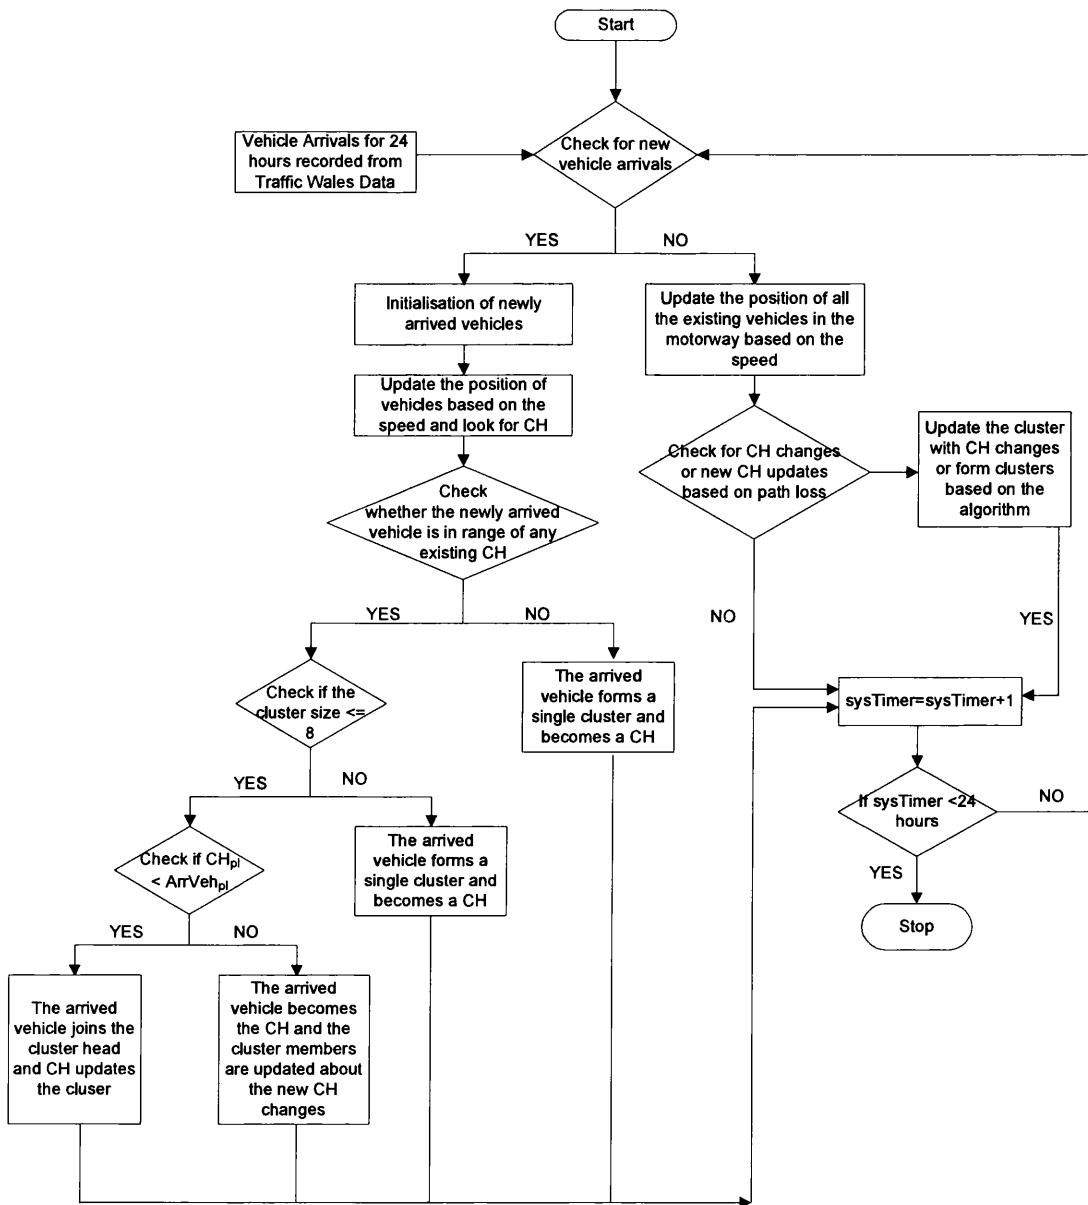 Start
Check for new
vehicle arrivals
Vehicle Arrivals for 24
hours recorded from
Traffic Wales Data
YES
NO
Initialisation of newly
arrived vehicles
Update the position of all
the existing vehicles in the
motorway based on the
speed
Update the position of
vehicles based on the
speed and look for CH
Check for CH changes
or new CH updates
based on path loss
Update the cluster
with CH changes
or form clusters
based on the
algorithm
Check
whether the newly arrived
vehicle is in range of any
existing CH
YES
NO
NO
YES
Check if the
cluster size <=
8
The arrived
vehicle forms a
single cluster and
becomes a CH
sysTimer=sysTimer+1
YES
NO
If sysTimer <24
hours
NO
YES
Stop
Check if CHpl
< ArrVehpl
The arrived
vehicle forms a
single cluster and
becomes a CH
YES
NO
The arrived
vehicle joins the
cluster head
and CH updates
the cluser
The arrived
vehicle becomes
the CH and the
cluster members
are updated about
the new CH
changes